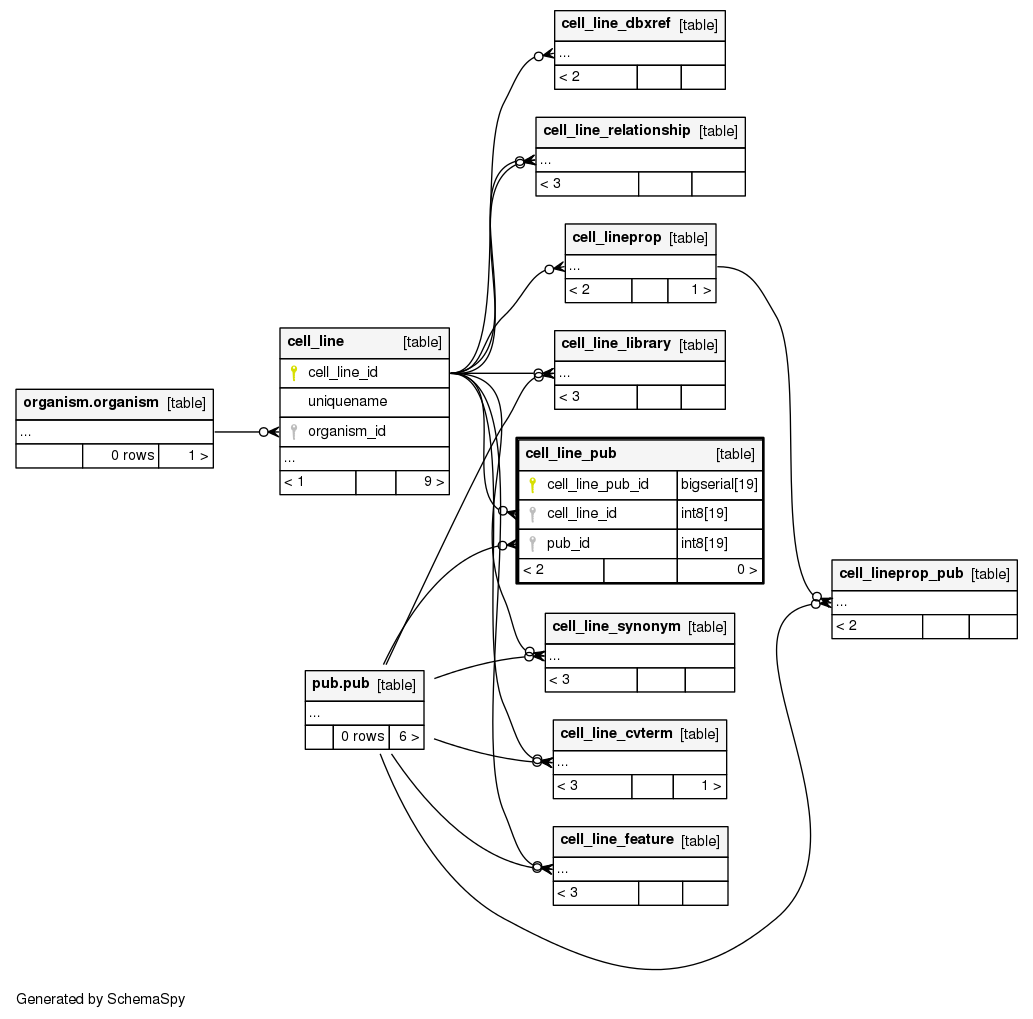 cell_line_dbxref [table]
...
< 2
cell_line_relationship [table]
...
< 3
cell_lineprop [table]
...
< 2 1 >
cell_line [table]
cell_line_id
uniquename
organism_id
...
< 1 9 >
cell_line_library [table]
...
< 3
organism.organism [table]
...
0 rows 1 >
cell_line_pub [table]
cell_line_pub_id bigserial[19]
cell_line_id int8[19]
pub_id int8[19]
< 2 0 >
cell_lineprop_pub [table]
...
< 2
cell_line_synonym [table]
...
< 3
pub.pub [table]
...
0 rows 6 >
cell_line_cvterm [table]
...
< 3 1 >
cell_line_feature [table]
...
< 3
Generated by SchemaSpy